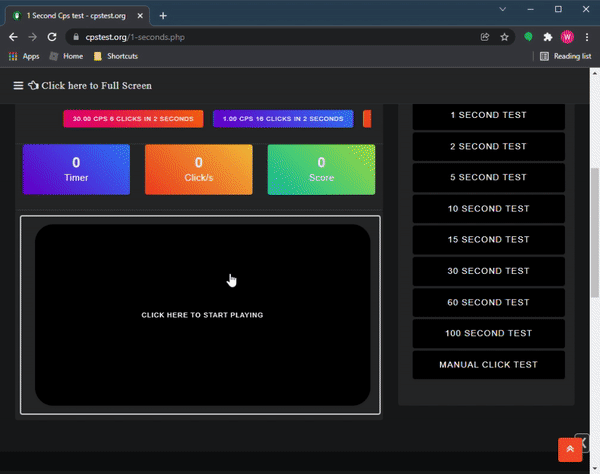 1 Second Cps test - cpstest.org
cpstest.org/1-seconds.php
W
Apps
Home
Shortcuts
Reading list
Click here to Full Screen
20.00 CPS 6 CLICKS IN 2 SECONDS
1.00 CPS 16 CLICKS IN 2 SECONDS
0
Timer
0
Click/s
0
Score
CLICK HERE TO START PLAYING
1 SECOND TEST
2 SECOND TEST
5 SECOND TEST
10 SECOND TEST
15 SECOND TEST
30 SECOND TEST
60 SECOND TEST
100 SECOND TEST
MANUAL CLICK TEST